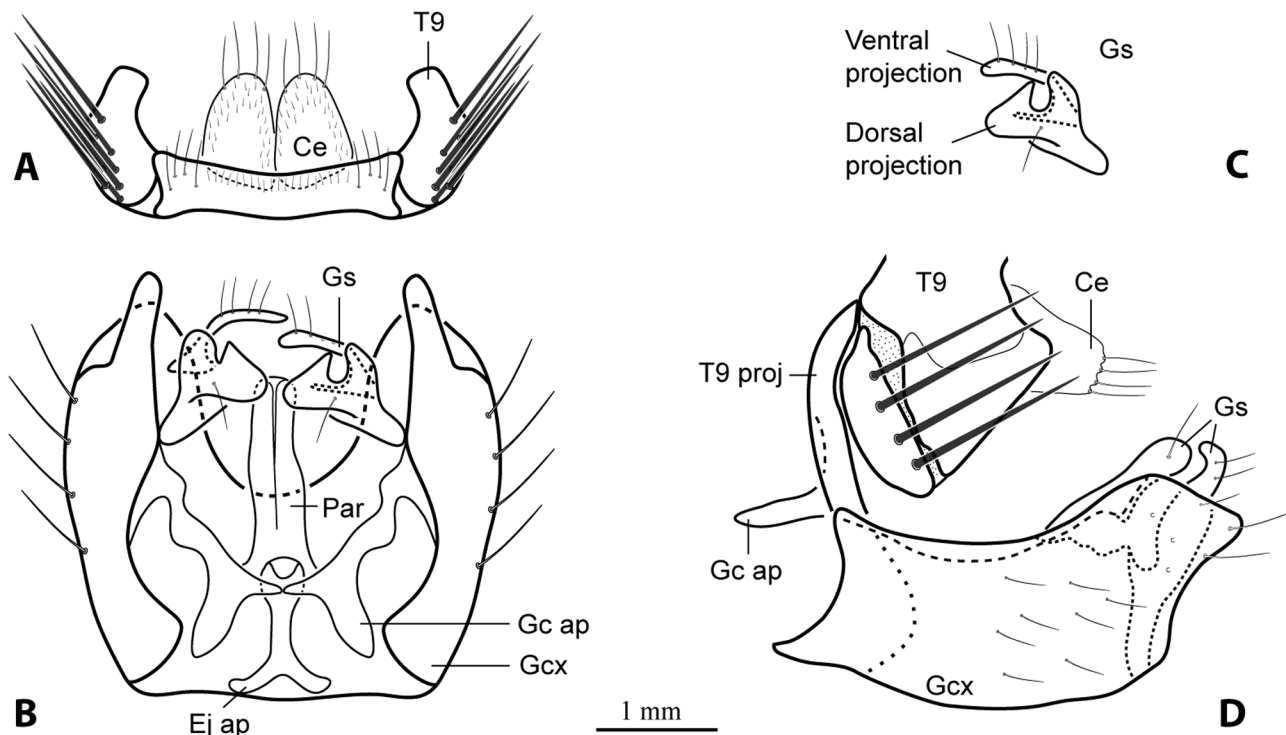 T9
Ce
A
Ventral
projection
Gs
Dorsal
projection
C
Gs
Par
Gc ap
Gcx
Ej ap
B
T9
Ce
T9 proj
Gs
Gc ap
Gcx
D
1 mm